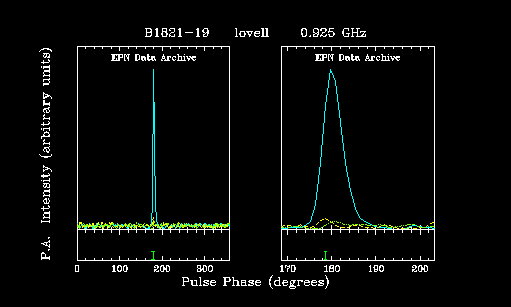 B1821-19 lovell 0.925 GHz
EPN Data Archive EPN Data Archive
P.A. Intensity (arbitrary units)
0 100 200 300 170 180 190 200
Pulse Phase (degrees)